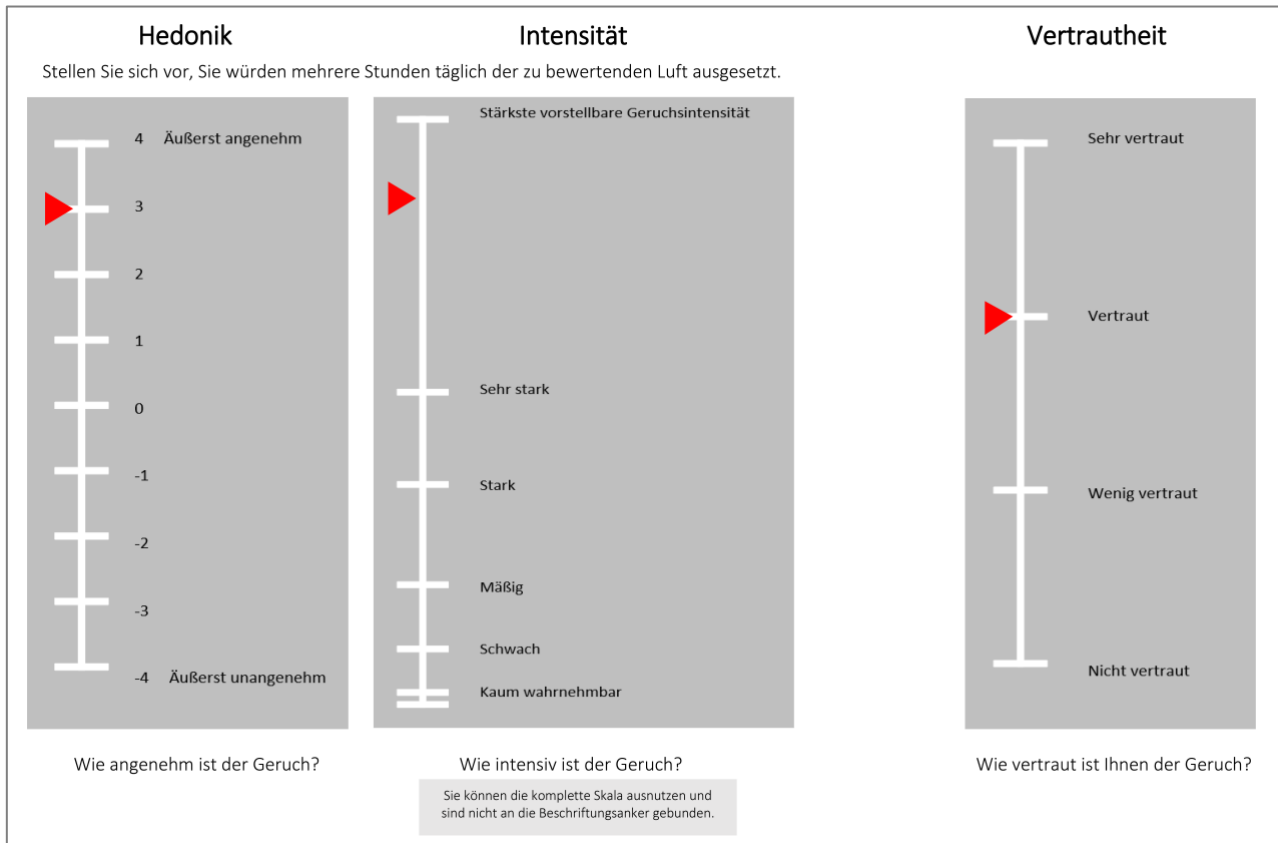 Hedonik
Intensität
Vertrautheit
Stellen Sie sich vor, Sie würden mehrere Stunden täglich der zu bewertenden Luft ausgesetzt.
4 Äußerst angenehm
3
2
1
0
-1
-2
-3
-4 Äußerst unangenehm
Wie angenehm ist der Geruch?
Stärkste vorstellbare Geruchsintensität
Sehr stark
Stark
Mäßig
Schwach
Kaum wahrnehmbar
Wie intensiv ist der Geruch?
Sie können die komplette Skala ausnutzen und
sind nicht an die Beschriftungsanker gebunden.
Sehr vertraut
Vertraut
Wenig vertraut
Nicht vertraut
Wie vertraut ist Ihnen der Geruch?